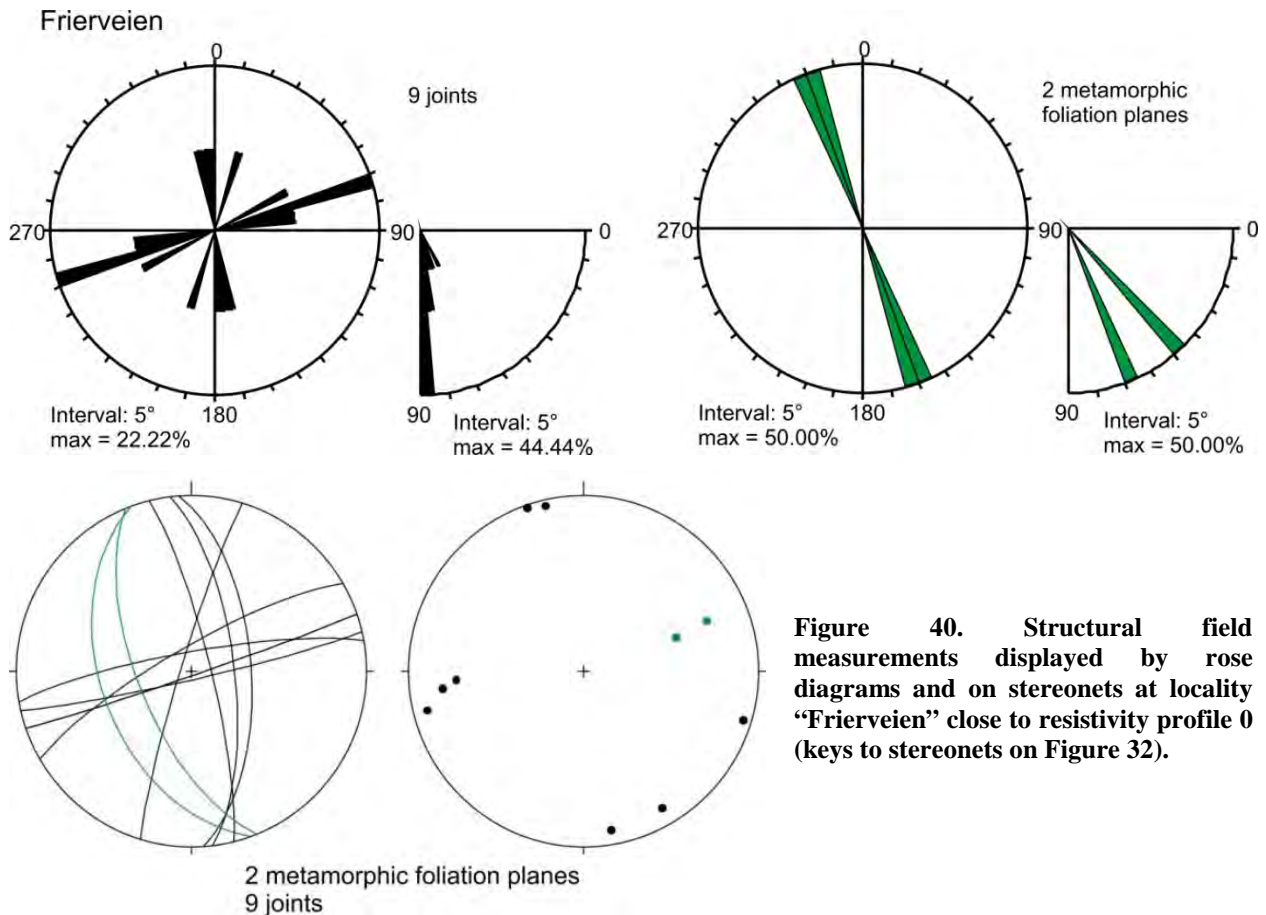 Frierveien
0
9 joints
270
90
0
180
90
Interval: 5°
max = 22.22%
Interval: 5°
max = 44.44%
0
2 metamorphic
foliation planes
270
90
0
180
90
Interval: 5°
max = 50.00%
Interval: 5°
max = 50.00%
2 metamorphic foliation planes
9 joints
Figure 40. Structural field
measurements displayed by rose
diagrams and on stereonets at locality
“Frierveien” close to resistivity profile 0
(keys to stereonets on Figure 32).